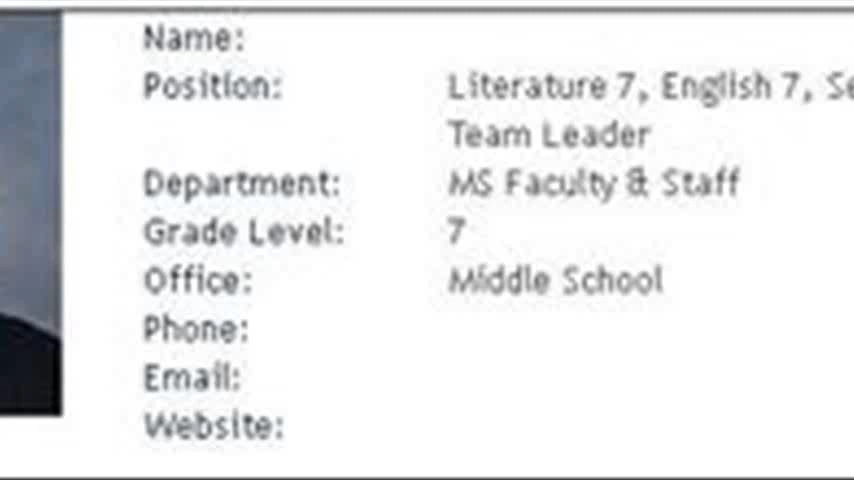 Name:
Position: Literature 7, English 7, Se
Team Leader
Department: MS Faculty & Staff
Grade Level: 7
Office: Middle School
Phone:
Email:
Website: